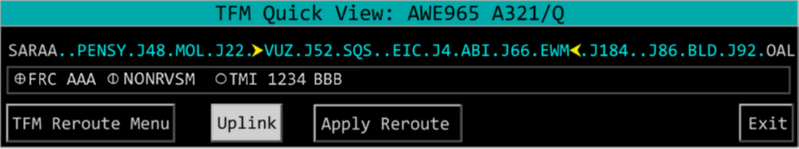 TFM Quick View: AWE965 A321/Q
SARAA..PENSY.J48.MOL.J22.➤VUZ.J52.SQS..EIC.J4.ABI.J66.EWM⮜.J184..J86.BLD.J92.OAL
⊕FRC AAA ⦶NONRVSM ○TMI 1234 BBB
TFM Reroute Menu Uplink Apply Reroute Exit